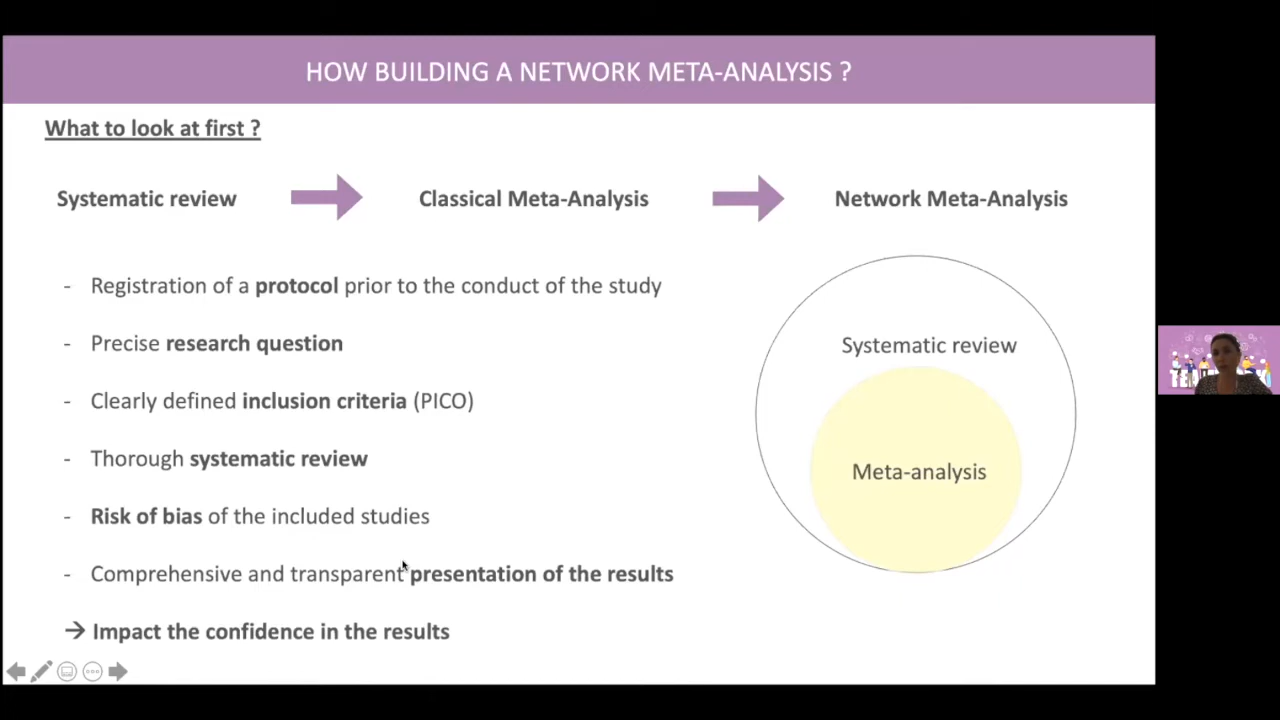 HOW BUILDING A NETWORK META-ANALYSIS ?
What to look at first ?
Systematic review
Classical Meta-Analysis
Network Meta-Analysis
- Registration of a protocol prior to the conduct of the study
- Precise research question
- Clearly defined inclusion criteria (PICO)
- Thorough systematic review
- Risk of bias of the included studies
- Comprehensive and transparent presentation of the results
→ Impact the confidence in the results
Systematic review
Meta-analysis